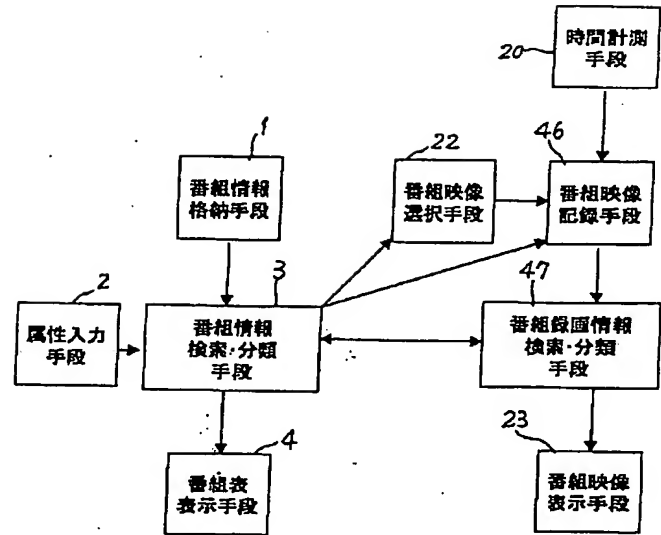 20
時間計測
手段
1
番組情報
格納手段
22
番組映像
選択手段
46
番組映像
記録手段
2
属性入力
手段
3
番組情報
検索・分類
手段
47
番組録画情報
検索・分類
手段
4
番組表
表示手段
23
番組映像
表示手段